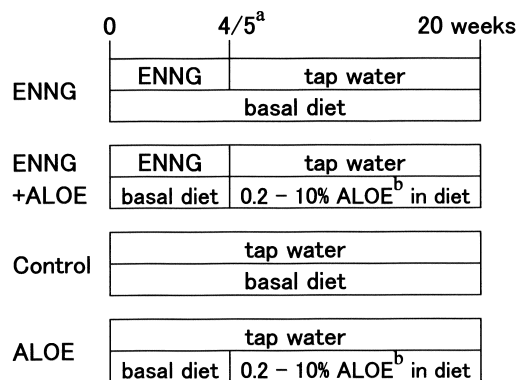 0 4/5a 20 weeks
ENNG ENNG tap water
basal diet
ENNG ENNG tap water
+ALOE basal diet 0.2 - 10% ALOEb in diet
Control tap water
basal diet
ALOE tap water
basal diet 0.2 - 10% ALOEb in diet